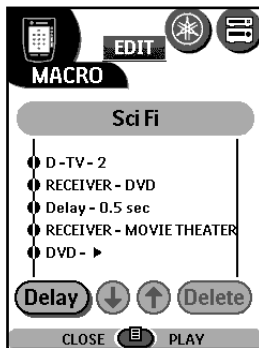 EDIT
MACRO
Sci Fi
D-TV-2
RECEIVER-DVD
Delay-0.5 sec
RECEIVER-MOVIE THEATER
DVD-▶
Delay
Delete
CLOSE PLAY